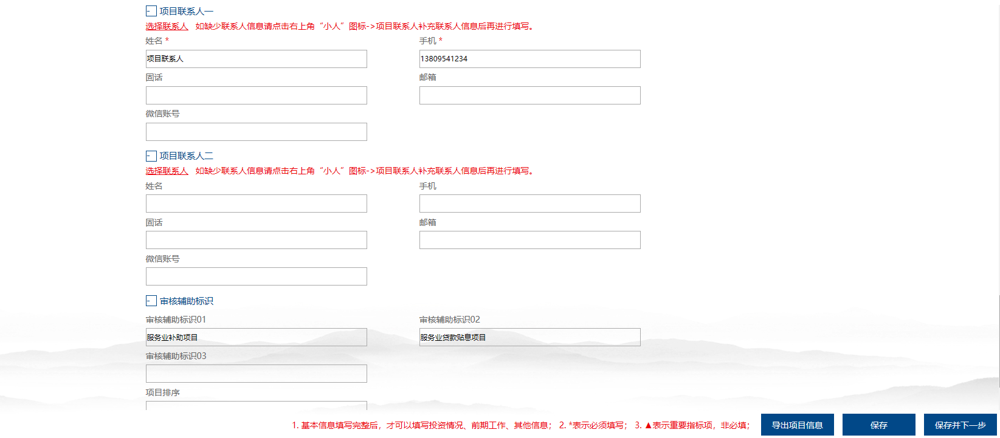 - 项目联系人一
选择联系人 如缺少联系人信息请点击右上角“小人”图标->项目联系人补充联系人信息后再进行填写。
姓名 * 手机 *
项目联系人 13809541234
固话 邮箱
微信账号
- 项目联系人二
选择联系人 如缺少联系人信息请点击右上角“小人”图标->项目联系人补充联系人信息后再进行填写。
姓名 手机
固话 邮箱
微信账号
- 审核辅助标识
审核辅助标识01 审核辅助标识02
服务业补助项目 服务业贷款贴息项目
审核辅助标识03
项目排序
1. 基本信息填写完整后，才可以填写投资情况、前期工作、其他信息； 2. *表示必须填写； 3. ▲表示重要指标项，非必填； 导出项目信息 保存 保存并下一步